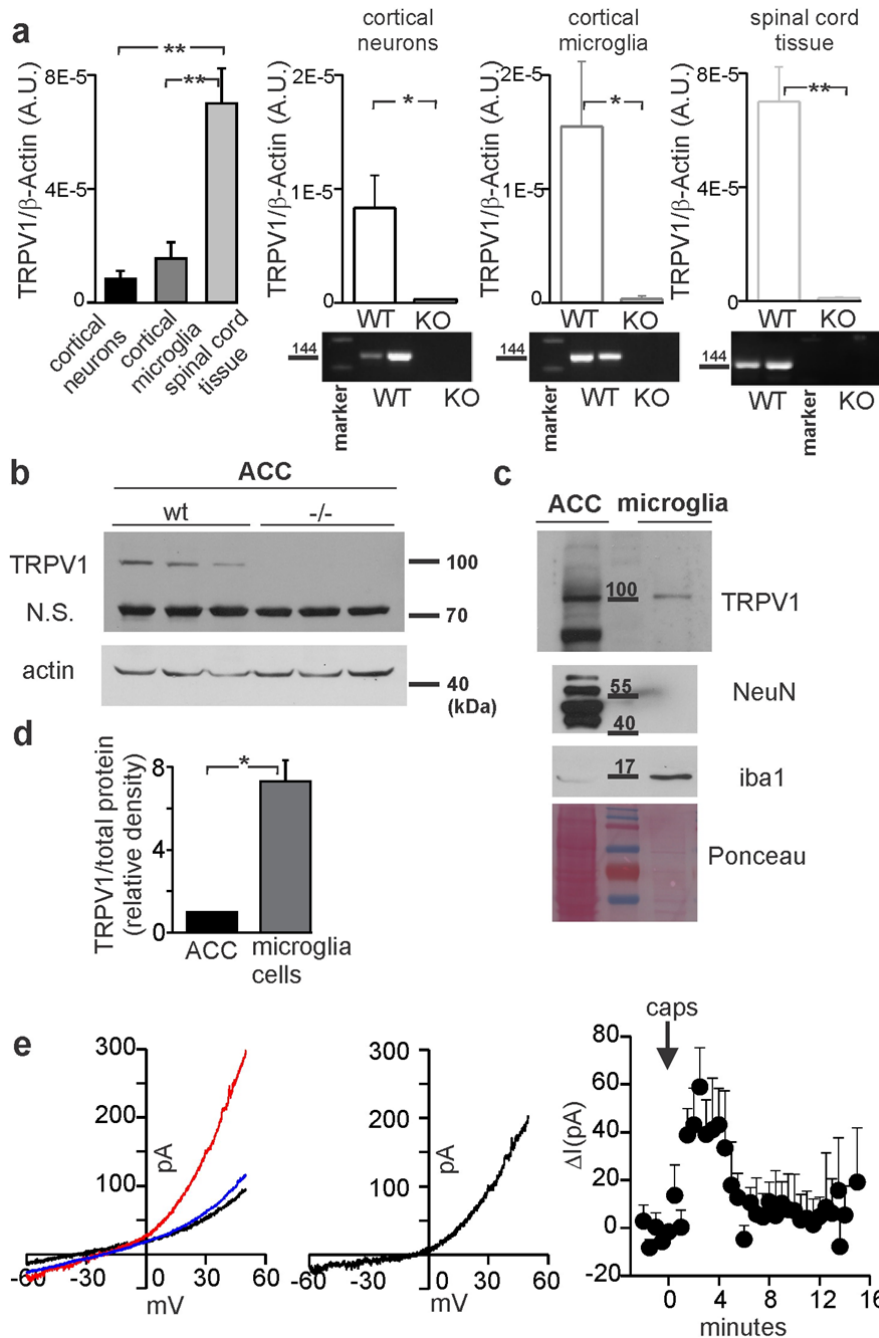 a
cortical neurons
cortical microglia
spinal cord tissue
TRPV1/β-Actin (A.U.)
8E-5
4E-5
0
**
**
cortical neurons
cortical microglia
spinal cord tissue
TRPV1/β-Actin (A.U.)
2E-5
1E-5
0
*
WT KO
144
marker WT KO
TRPV1/β-Actin (A.U.)
2E-5
1E-5
0
*
WT KO
144
marker WT KO
TRPV1/β-Actin (A.U.)
8E-5
4E-5
0
**
WT KO
144
WT marker KO
b
ACC
wt -/-
TRPV1
N.S.
actin
100
70
40
(kDa)
c
ACC microglia
100
TRPV1
55
40
NeuN
17
iba1
Ponceau
d
TRPV1/total protein
(relative density)
8
4
0
*
ACC microglia
cells
e
300
200
100
pA
-60 -30 0 30 60
mV
300
200
100
pA
-60 -30 0 30 60
mV
caps
ΔI(pA)
80
60
40
20
0
-20
0 4 8 12 16
minutes